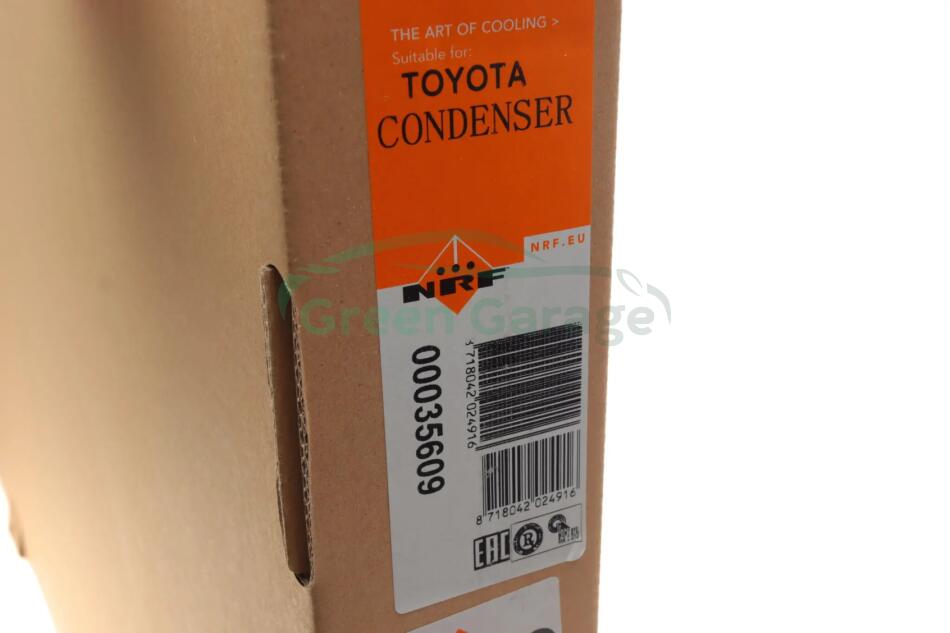 THE ART OF COOLING >
Suitable for:
TOYOTA
CONDENSER
NRF.EU
NRF
Green Garage
00035609
8 718042 024916
8 718042 024916
EAC
R